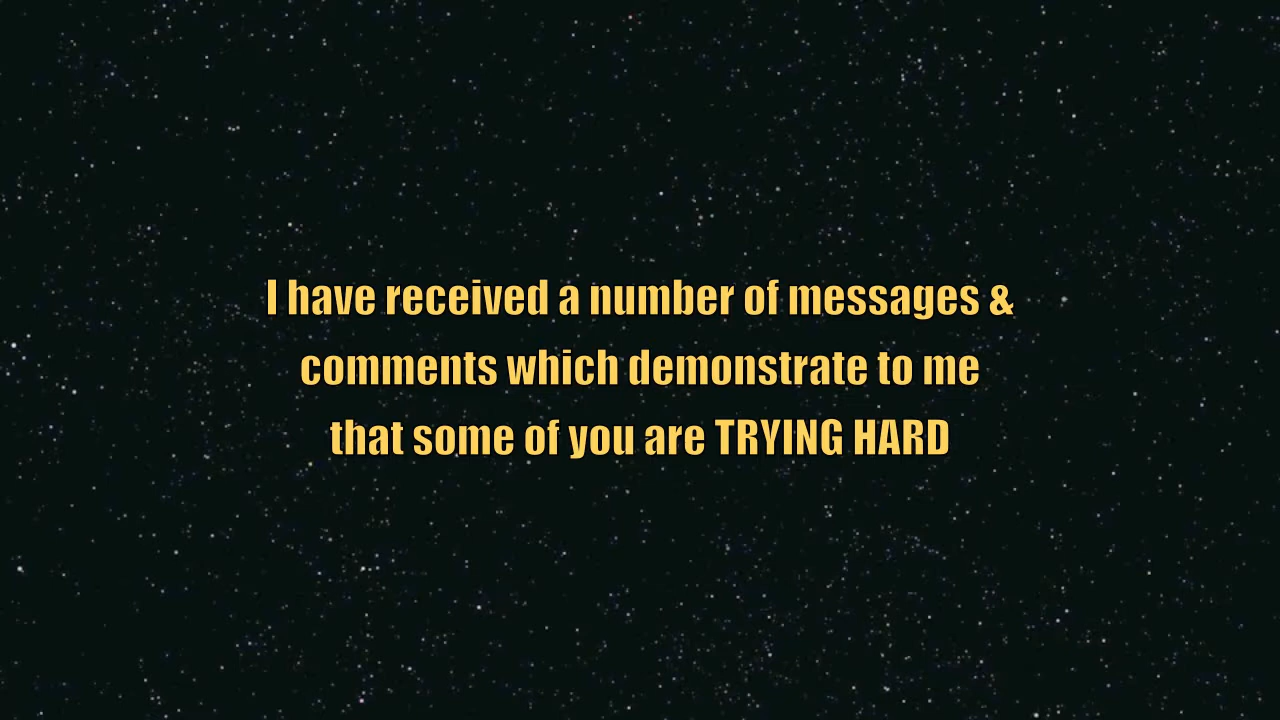 I have received a number of messages &
comments which demonstrate to me
that some of you are TRYING HARD